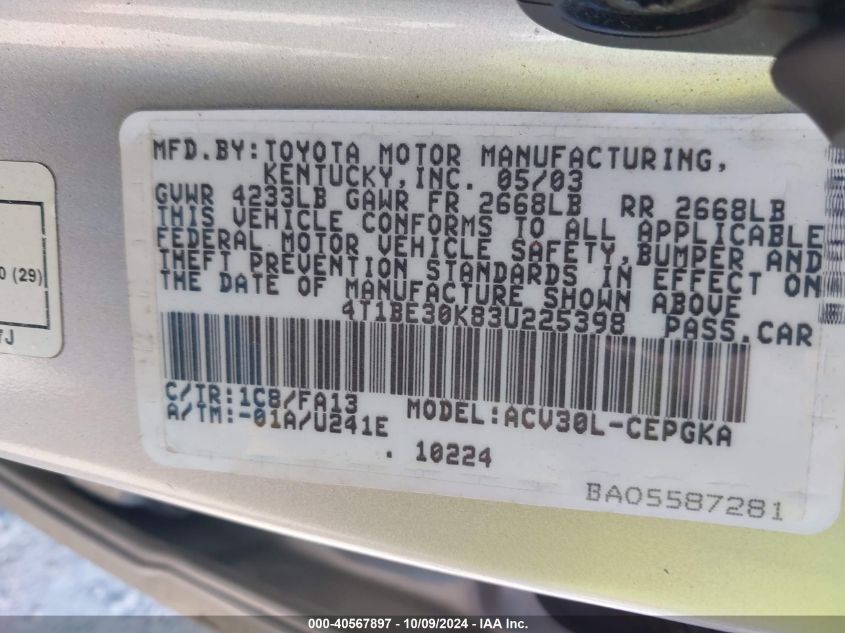 MFD.BY:TOYOTA MOTOR MANUFACTURING,
KENTUCKY,INC. 05/03
GVWR 4233LB GAWR FR 2668LB RR 2668LB
THIS VEHICLE CONFORMS TO ALL APPLICABLE
FEDERAL MOTOR VEHICLE SAFETY,BUMPER AND
THEFT PREVENTION STANDARDS IN EFFECT ON
THE DATE OF MANUFACTURE SHOWN ABOVE
4T1BE30K83U225398 PASS.CAR
C/TR:1C8/FA13 MODEL:ACV30L-CEPGKA
A/TM:-01A/U241E
. 10224
BA05587281
0 (29)
7J
000-40567897 - 10/09/2024 - IAAI Inc.